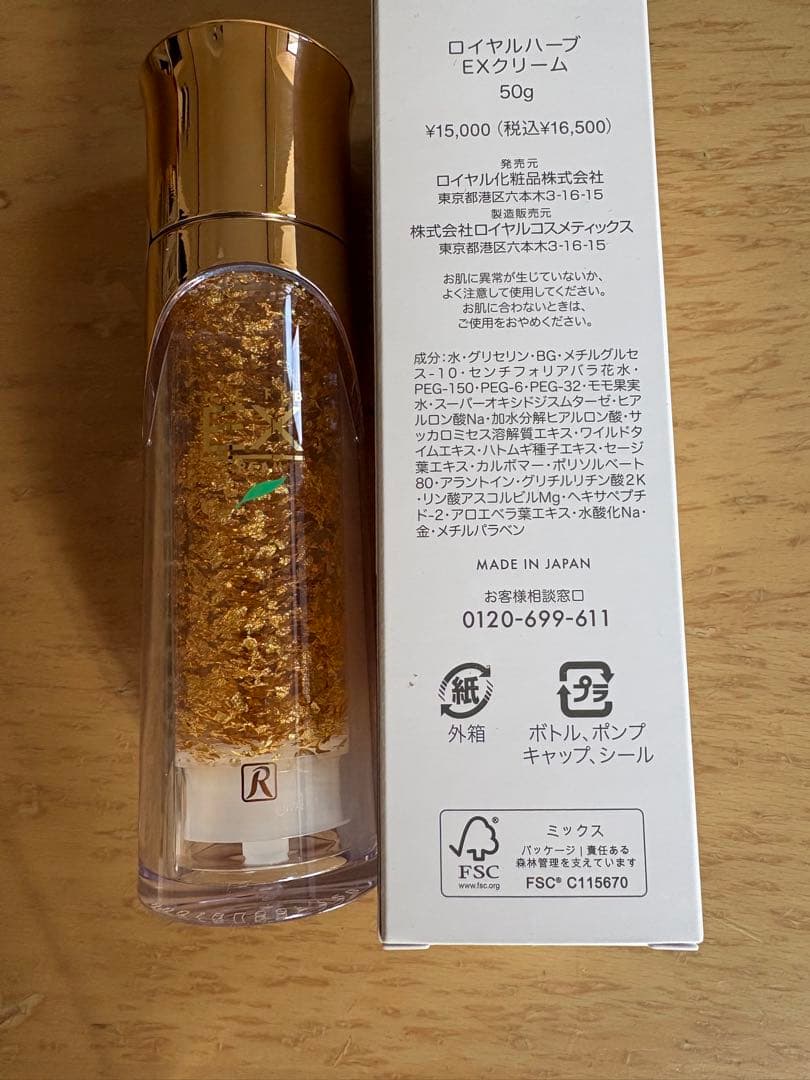 EX
R
ロイヤルハーブ
EXクリーム
50g
¥15,000 (税込¥16,500)
発売元
ロイヤル化粧品株式会社
東京都港区六本木3-16-15
製造販売元
株式会社ロイヤルコスメティックス
東京都港区六本木3-16-15
お肌に異常が生じていないか、
よく注意して使用してください。
お肌に合わないときは、
ご使用をおやめください。
成分:水・グリセリン・BG・メチルグルセ
ス-10・センチフォリアバラ花水・
PEG-150・PEG-6・PEG-32・モモ果実
水・スーパーオキシドジスムターゼ・ヒア
ルロン酸Na・加水分解ヒアルロン酸・サ
ッカロミセス溶解質エキス・ワイルドタ
イムエキス・ハトムギ種子エキス・セージ
葉エキス・カルボマー・ポリソルベート
80・アラントイン・グリチルリチン酸2K
・リン酸アスコルビルMg・ヘキサペプチ
ド-2・アロエベラ葉エキス・水酸化Na・
金・メチルパラベン
MADE IN JAPAN
お客様相談窓口
0120-699-611
紙
外箱
プラ
ボトル、ポンプ
キャップ、シール
FSC®
www.fsc.org
ミックス
パッケージ|責任ある
森林管理を支えています
FSC® C115670